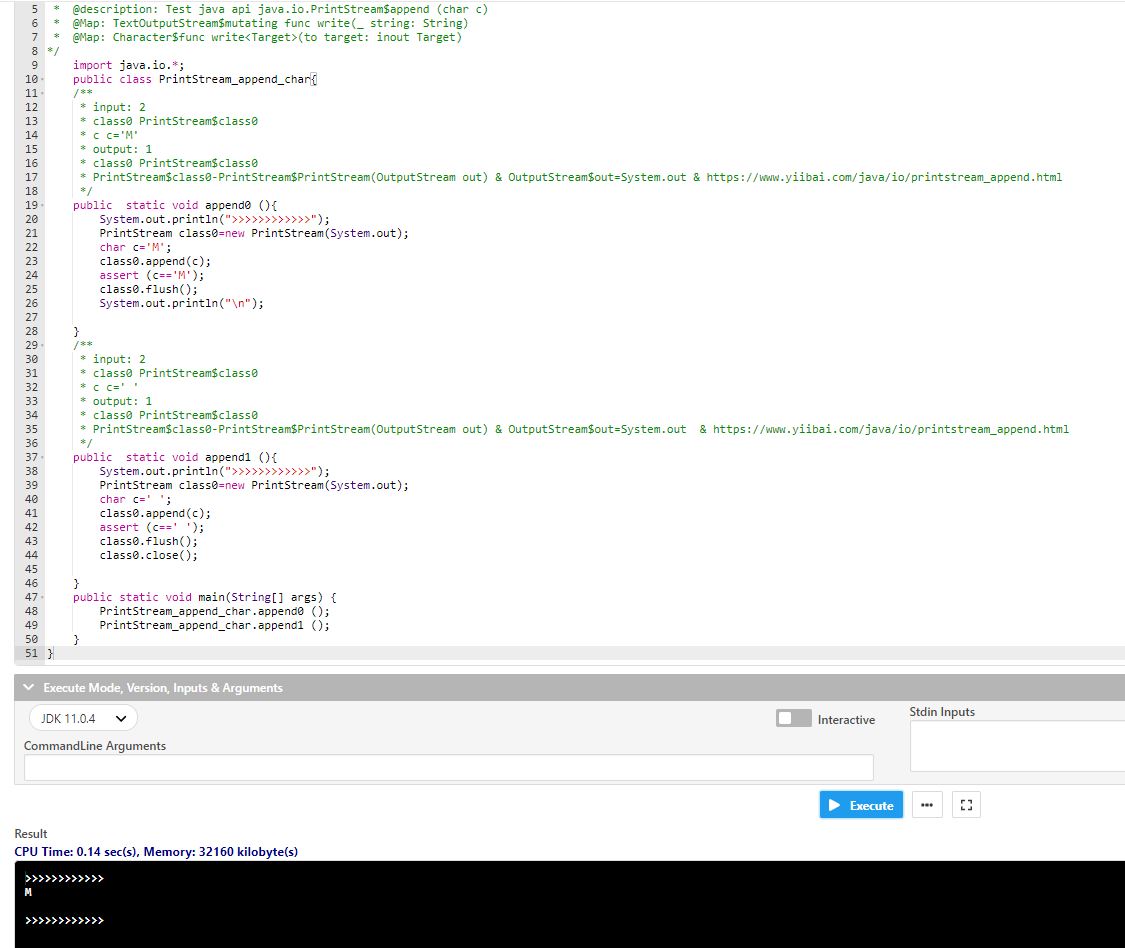 5 * @description: Test java api java.io.PrintStream$append (char c)
6 * @Map: TextOutputStream$mutating func write(_ string: String)
7 * @Map: Character$func write<Target>(to target: inout Target)
8 */
9 import java.io.*;
10 public class PrintStream_append_char{
11 /**
12 * input: 2
13 * class0 PrintStream$class0
14 * c c='M'
15 * output: 1
16 * class0 PrintStream$class0
17 * PrintStream$class0-PrintStream$PrintStream(OutputStream out) & OutputStream$out=System.out & https://www.yiibai.com/java/io/printstream_append.html
18 */
19 public  static void append0 (){
20 System.out.println(">>>>>>>>>>>>");
21 PrintStream class0=new PrintStream(System.out);
22 char c='M';
23 class0.append(c);
24 assert (c=='M');
25 class0.flush();
26 System.out.println("\n");
27
28 }
29 /**
30 * input: 2
31 * class0 PrintStream$class0
32 * c c=' '
33 * output: 1
34 * class0 PrintStream$class0
35 * PrintStream$class0-PrintStream$PrintStream(OutputStream out) & OutputStream$out=System.out  & https://www.yiibai.com/java/io/printstream_append.html
36 */
37 public  static void append1 (){
38 System.out.println(">>>>>>>>>>>>");
39 PrintStream class0=new PrintStream(System.out);
40 char c=' ';
41 class0.append(c);
42 assert (c==' ');
43 class0.flush();
44 class0.close();
45
46 }
47 public static void main(String[] args) {
48 PrintStream_append_char.append0 ();
49 PrintStream_append_char.append1 ();
50 }
51 }
Execute Mode, Version, Inputs & Arguments
JDK 11.0.4
Interactive
Stdin Inputs
CommandLine Arguments
Execute
Result
CPU Time: 0.14 sec(s), Memory: 32160 kilobyte(s)
>>>>>>>>>>>>
M
>>>>>>>>>>>>